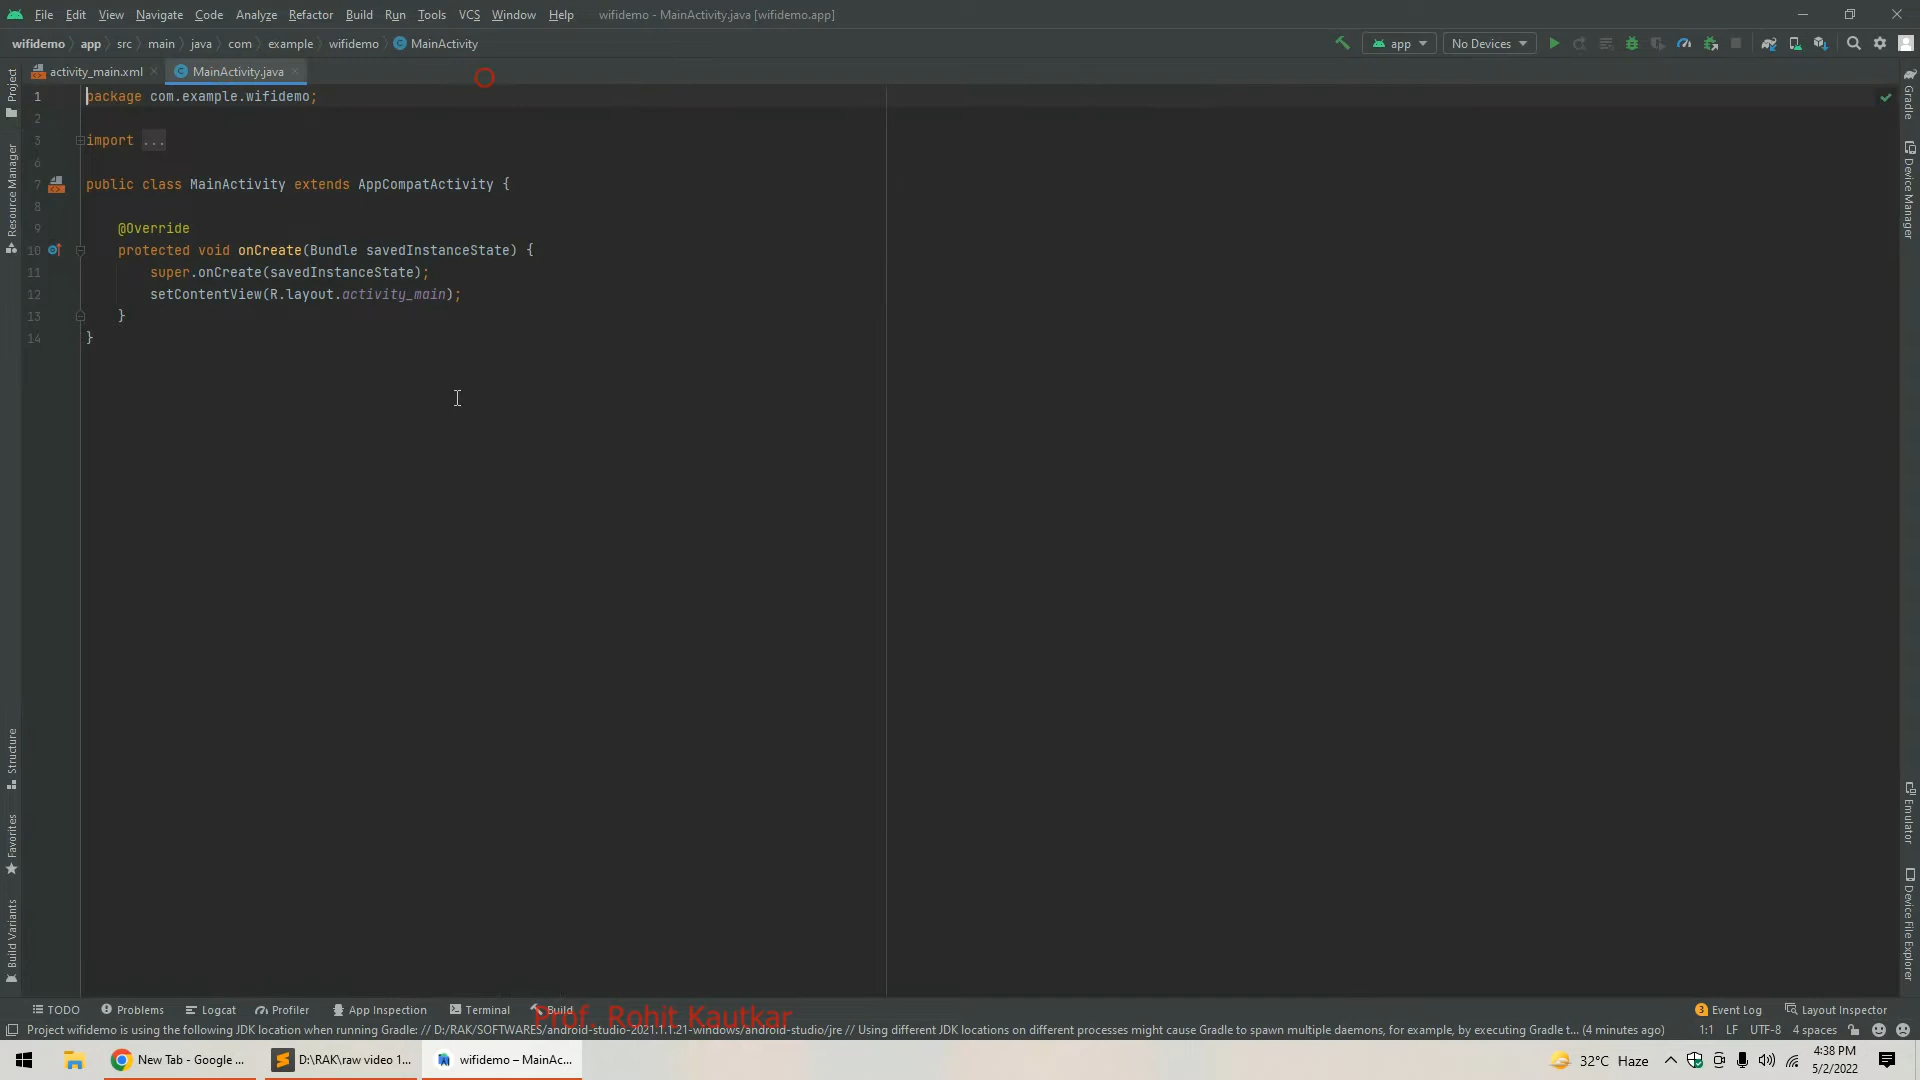 File Edit View Navigate Code Analyze Refactor Build Run Tools VCS Window Help wifidemo - MainActivity.java [wifidemo.app]
wifidemo app src main java com example wifidemo MainActivity app No Devices
activity_main.xml MainActivity.java
1 package com.example.wifidemo;
2
3 import ...
6
7 public class MainActivity extends AppCompatActivity {
8
9 @Override
10 protected void onCreate(Bundle savedInstanceState) {
11 super.onCreate(savedInstanceState);
12 setContentView(R.layout.activity_main);
13 }
14 }
Project
Resource Manager
Structure
Favorites
Build Variants
Gradle
Device Manager
Emulator
Device File Explorer
TODO Problems Logcat Profiler App Inspection Terminal Build 3 Event Log Layout Inspector
Prof. Rohit Kautkar
Project wifidemo is using the following JDK location when running Gradle: // D:/RAK/SOFTWARES/android-studio-2021.1.1.21-windows/android-studio/jre // Using different JDK locations on different processes might cause Gradle to spawn multiple daemons, for example, by executing Gradle t... (4 minutes ago) 1:1 LF UTF-8 4 spaces
New Tab - Google ... D:\RAK\raw video 1... wifidemo – MainAc... 32°C Haze 4:38 PM
5/2/2022